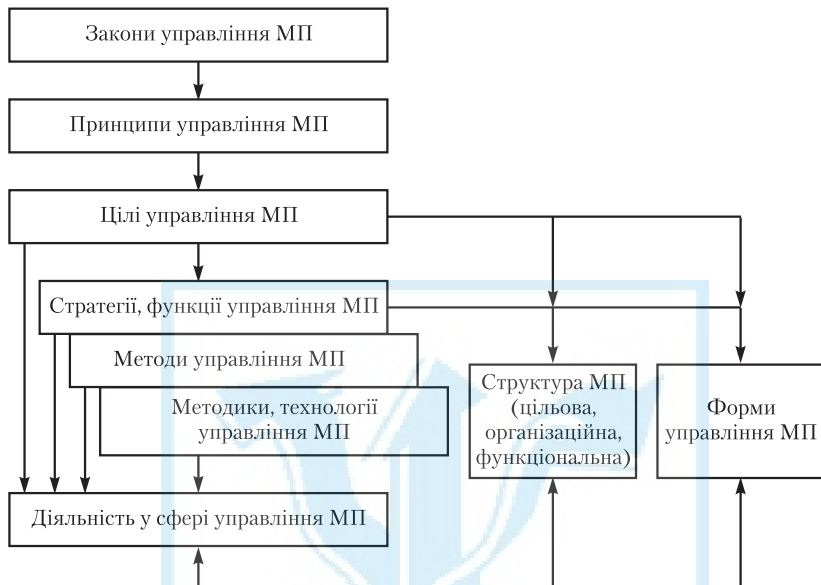 Закони управління МП
Принципи управління МП
Цілі управління МП
Стратегії, функції управління МП
Методи управління МП
Методики, технології
управління МП
Структура МП
(цільова,
організаційна,
функціональна)
Форми
управління МП
Діяльність у сфері управління МП